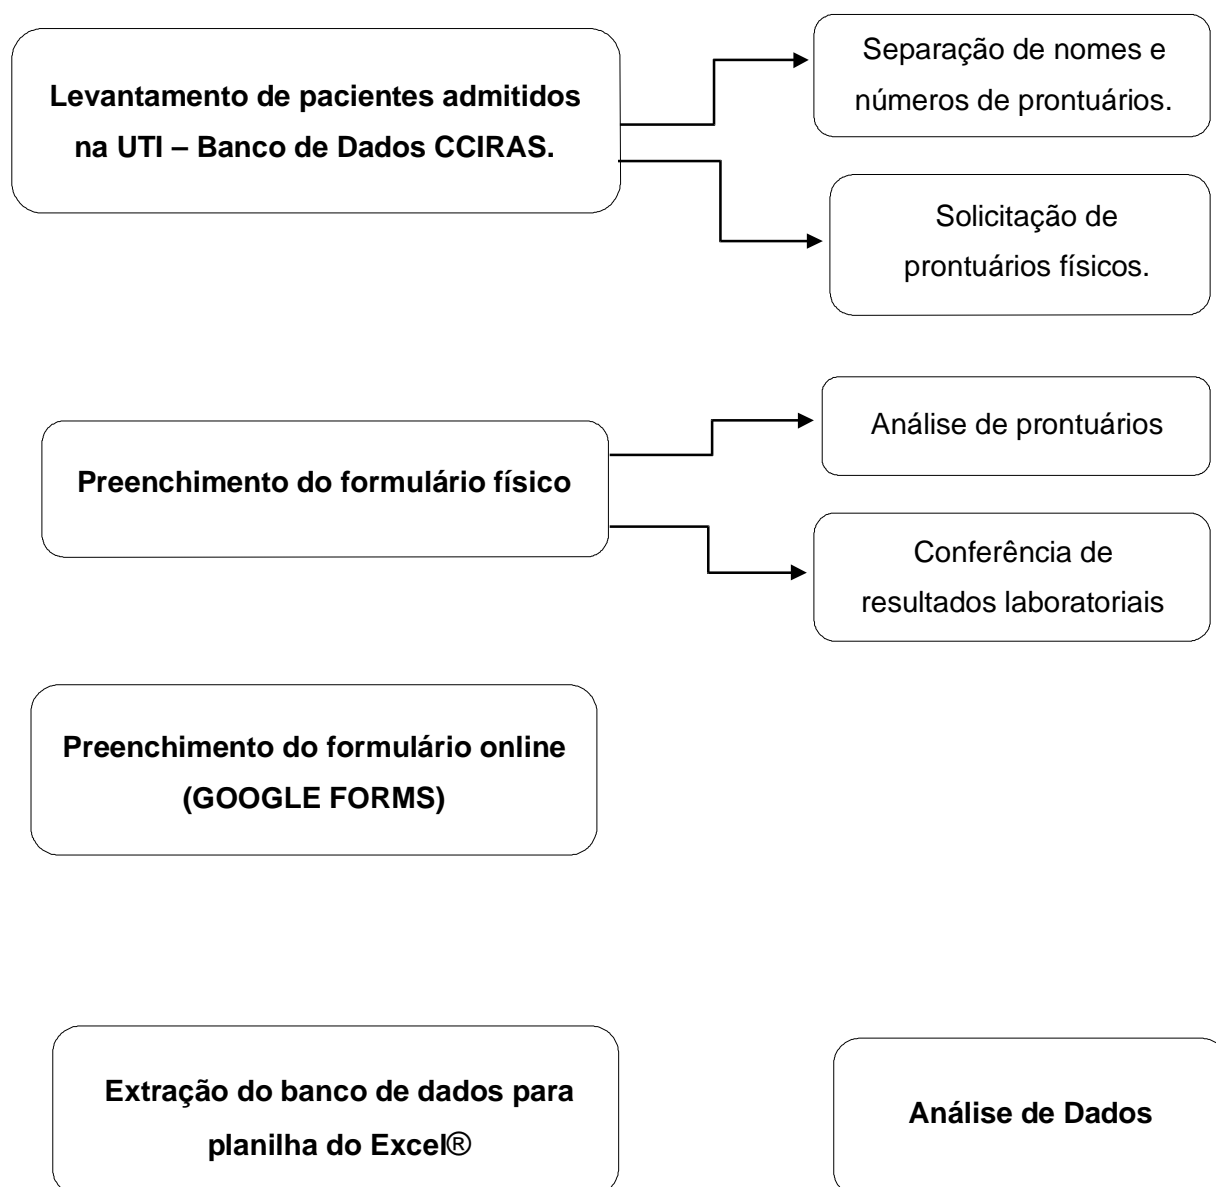 Levantamento de pacientes admitidos
na UTI – Banco de Dados CCIRAS.
Separação de nomes e
números de prontuários.
Solicitação de
prontuários físicos.
Preenchimento do formulário físico
Análise de prontuários
Conferência de
resultados laboratoriais
Preenchimento do formulário online
(GOOGLE FORMS)
Extração do banco de dados para
planilha do Excel®
Análise de Dados